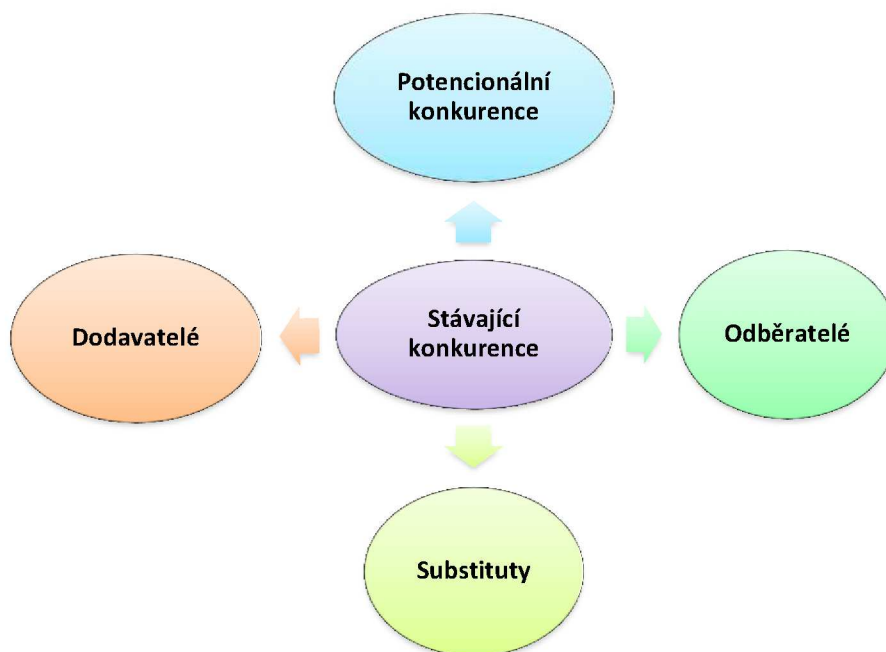 Potencionální
konkurence
Dodavatelé
Stávající
konkurence
Odběratelé
Substituty